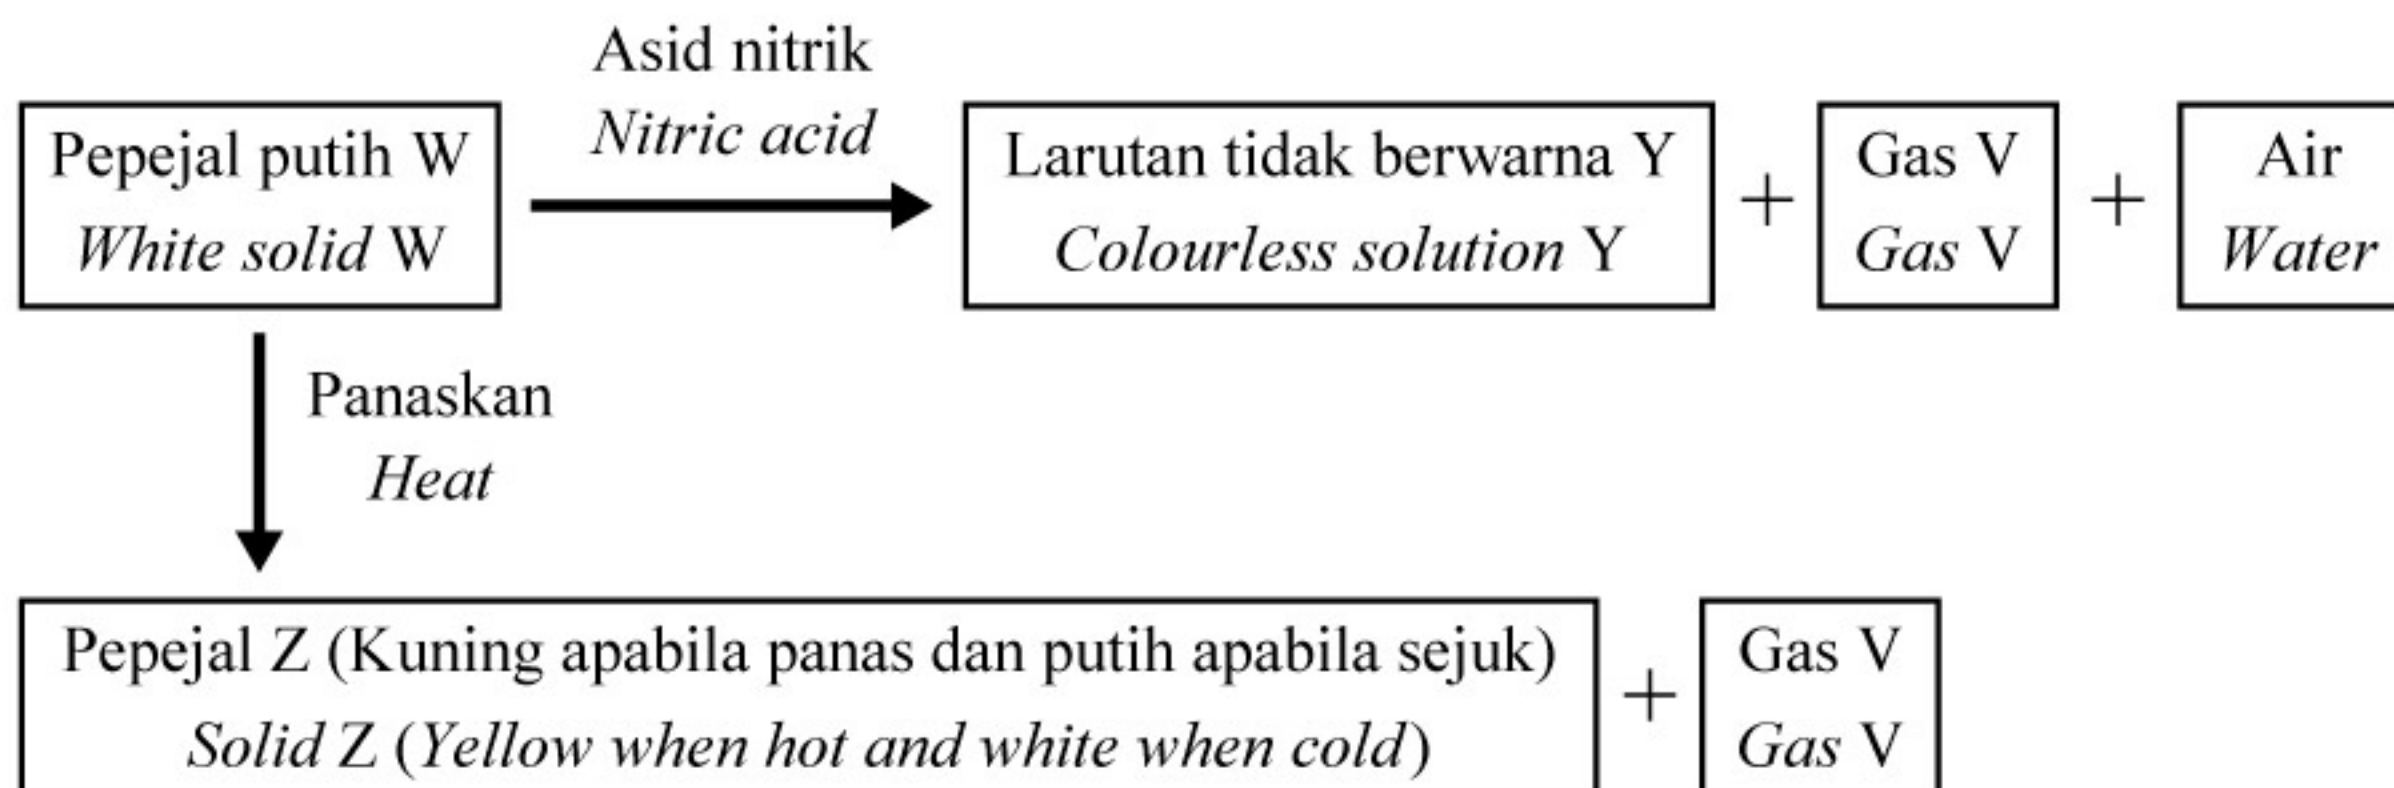 Asid nitrik
Nitric acid
Pepejal putih W
White solid W
Larutan tidak berwarna Y
Colourless solution Y
+
Gas V
Gas V
+
Air
Water
Panaskan
Heat
Pepejal Z (Kuning apabila panas dan putih apabila sejuk)
Solid Z (Yellow when hot and white when cold)
+
Gas V
Gas V